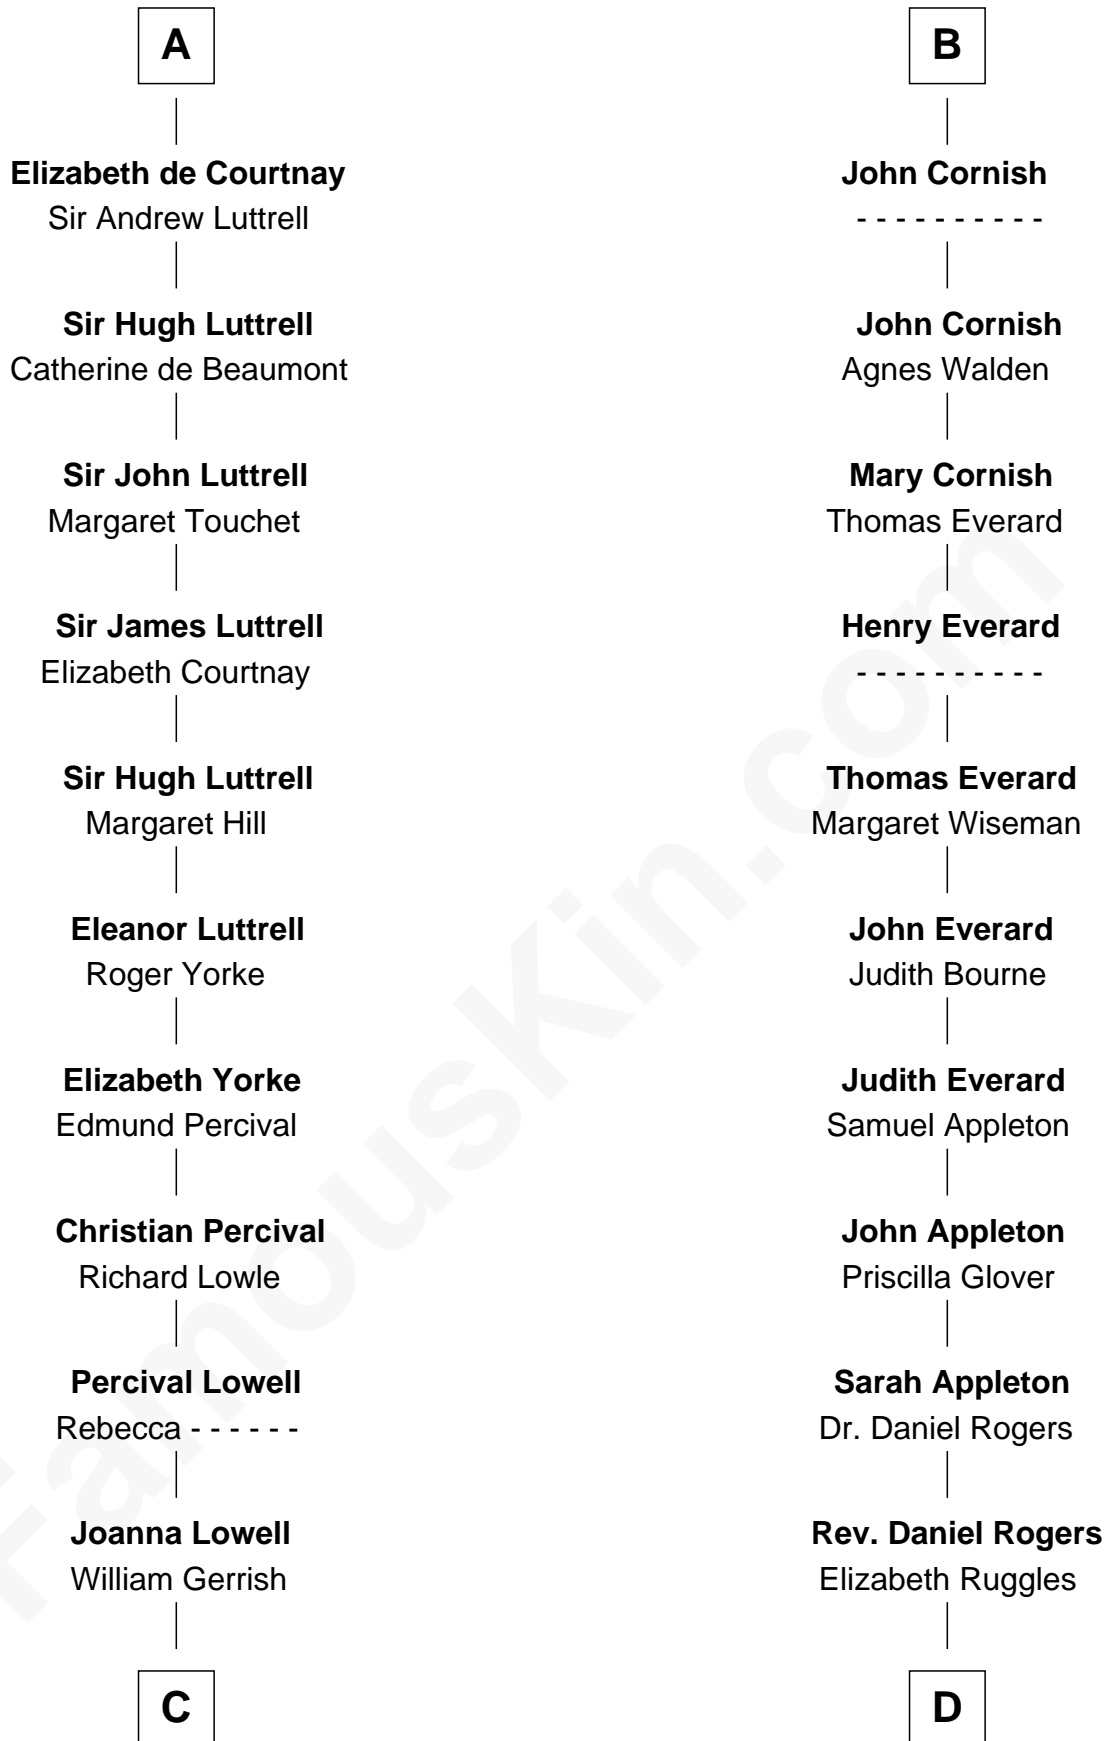 A
Elizabeth de Courtnay
Sir Andrew Luttrell
Sir Hugh Luttrell
Catherine de Beaumont
Sir John Luttrell
Margaret Touchet
Sir James Luttrell
Elizabeth Courtnay
Sir Hugh Luttrell
Margaret Hill
Eleanor Luttrell
Roger Yorke
Elizabeth Yorke
Edmund Percival
Christian Percival
Richard Lowle
Percival Lowell
Rebecca - - - - - -
Joanna Lowell
William Gerrish
C
B
John Cornish
- - - - - - - - - -
John Cornish
Agnes Walden
Mary Cornish
Thomas Everard
Henry Everard
- - - - - - - - - -
Thomas Everard
Margaret Wiseman
John Everard
Judith Bourne
Judith Everard
Samuel Appleton
John Appleton
Priscilla Glover
Sarah Appleton
Dr. Daniel Rogers
Rev. Daniel Rogers
Elizabeth Ruggles
D
FamousKin.com